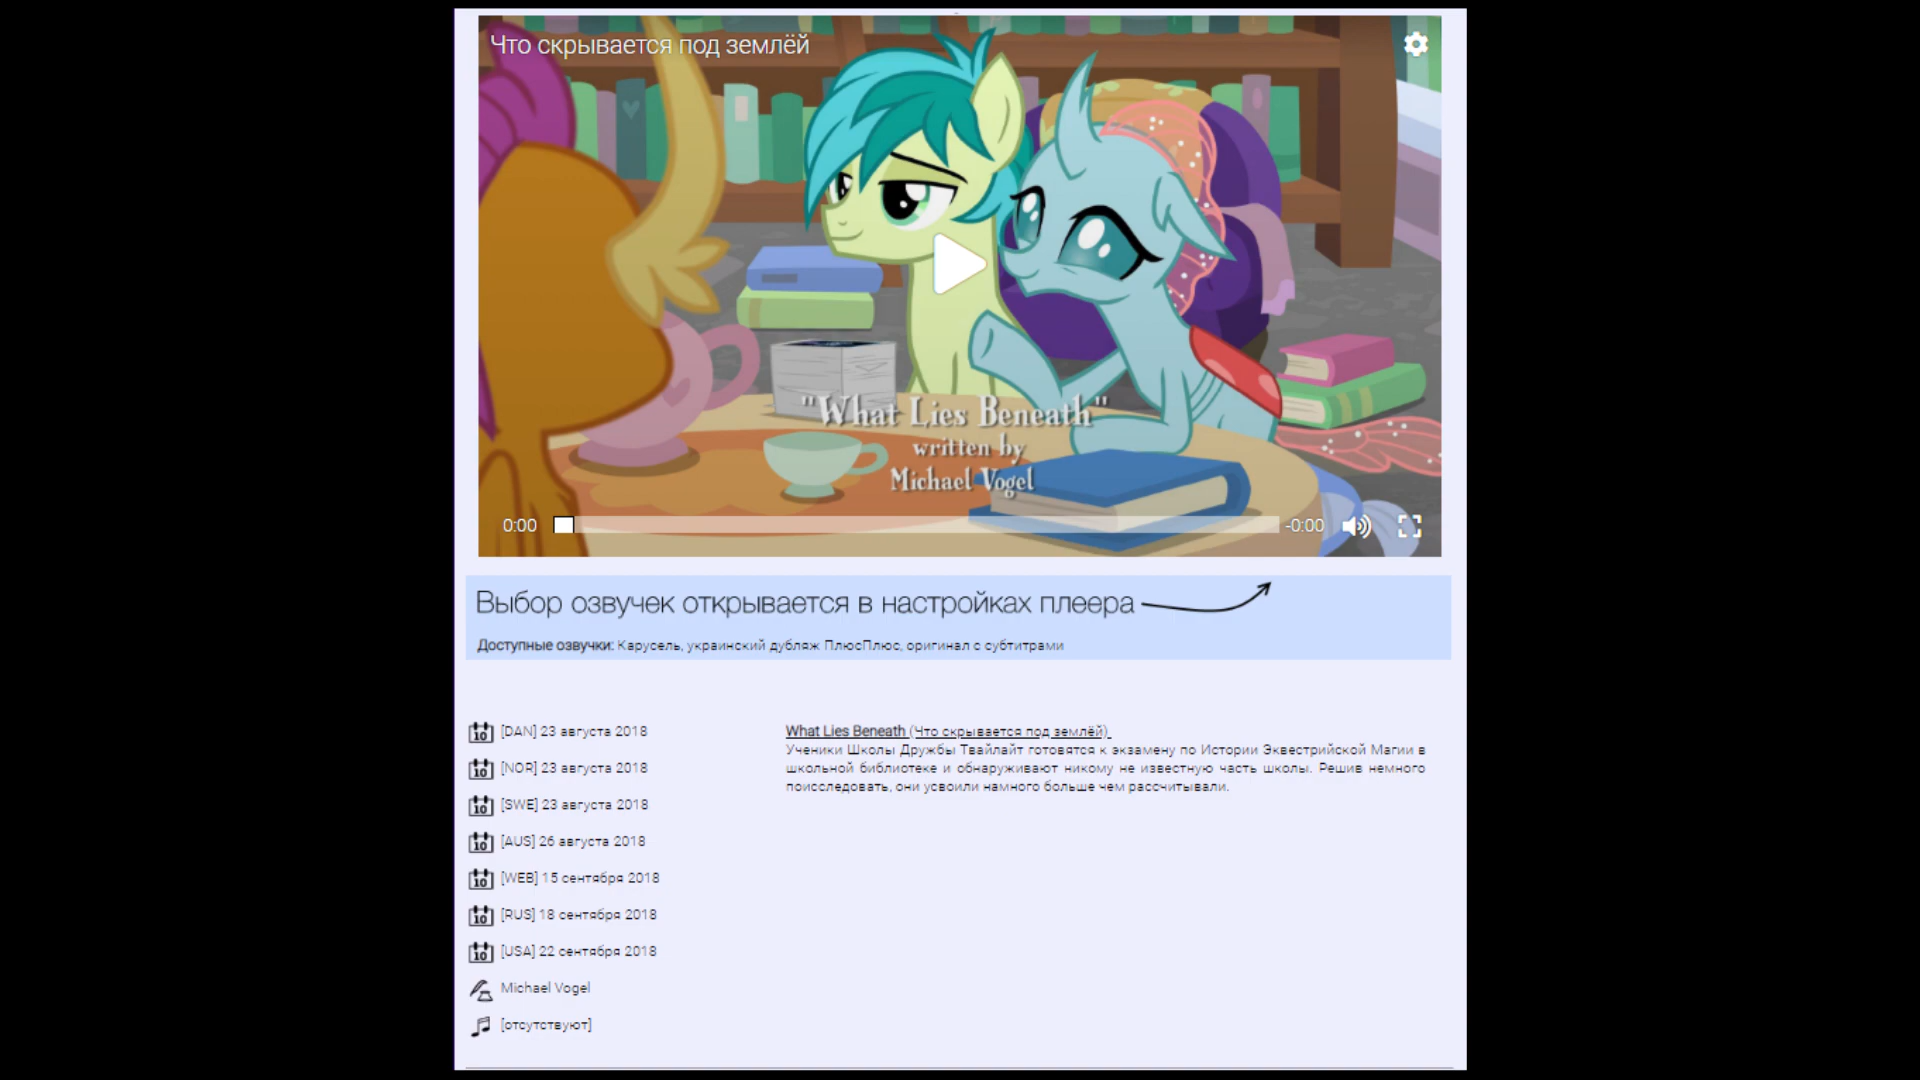 Что скрывается под землёй
"What Lies Beneath"
written by
Michael Vogel
0:00
-0:00
Выбор озвучек открывается в настройках плеера
Доступные озвучки: Карусель, украинский дубляж ПлюсПлюс, оригинал с субтитрами
[DAN] 23 августа 2018
[NOR] 23 августа 2018
[SWE] 23 августа 2018
[AUS] 26 августа 2018
[WEB] 15 сентября 2018
[RUS] 18 сентября 2018
[USA] 22 сентября 2018
Michael Vogel
[отсутствуют]
What Lies Beneath (Что скрывается под землёй)
Ученики Школы Дружбы Твайлайт готовятся к экзамену по Истории Эквестрийской Магии в
школьной библиотеке и обнаруживают никому не известную часть школы. Решив немного
поисследовать, они усвоили намного больше чем рассчитывали.